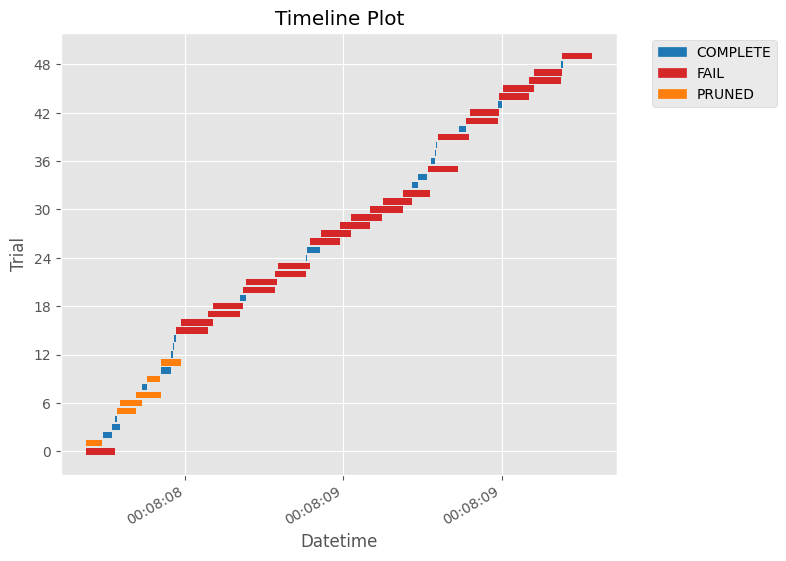 Timeline Plot
COMPLETE
FAIL
PRUNED
Trial
48
42
36
30
24
18
12
6
0
00:08:08
00:08:09
00:08:09
Datetime